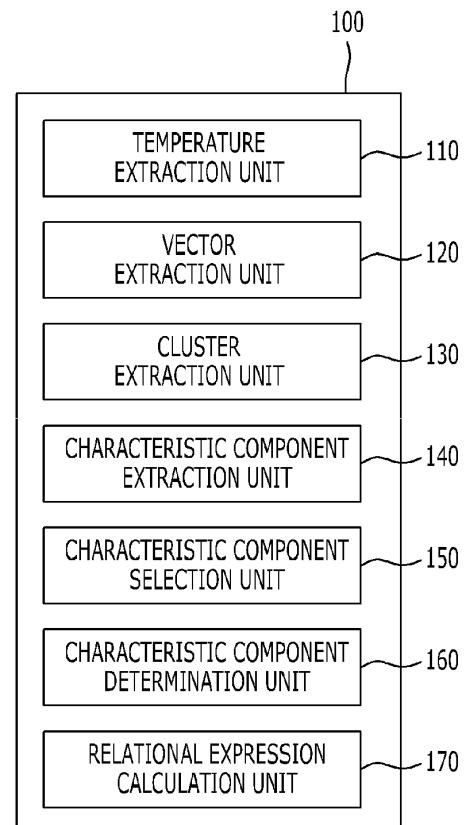 100
TEMPERATURE
EXTRACTION UNIT
110
VECTOR
EXTRACTION UNIT
120
CLUSTER
EXTRACTION UNIT
130
CHARACTERISTIC COMPONENT
EXTRACTION UNIT
140
CHARACTERISTIC COMPONENT
SELECTION UNIT
150
CHARACTERISTIC COMPONENT
DETERMINATION UNIT
160
RELATIONAL EXPRESSION
CALCULATION UNIT
170